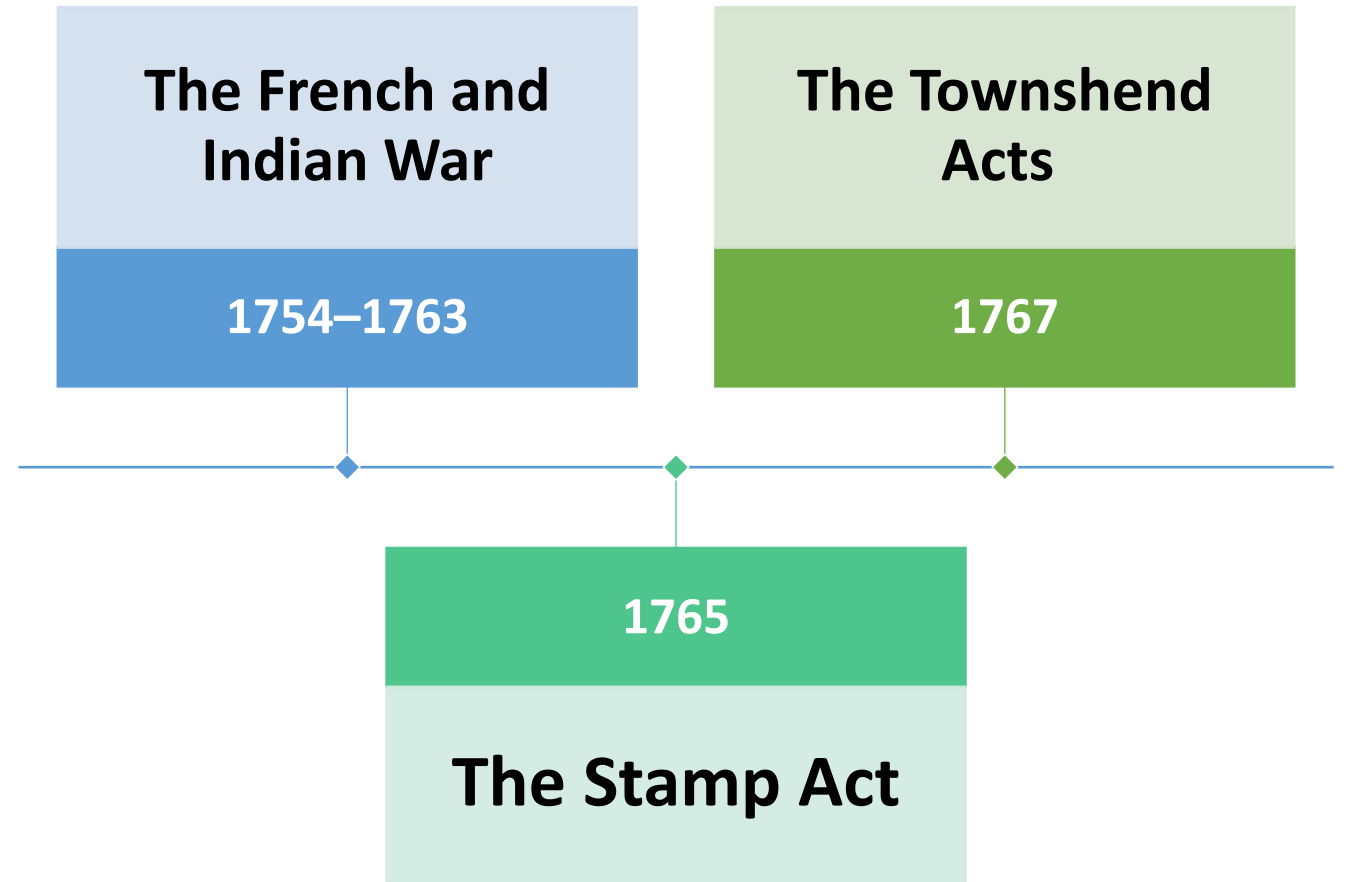 The French and
Indian War
1754–1763
1765
The Stamp Act
The Townshend
Acts
1767